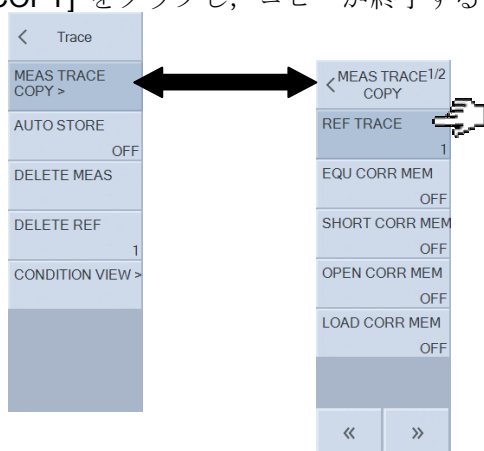 COPY] をタップし，コピーが終了する
< Trace
MEAS TRACE
COPY >
AUTO STORE
OFF
DELETE MEAS
DELETE REF
1
CONDITION VIEW >
< MEAS TRACE 1/2
COPY
REF TRACE
1
EQU CORR MEM
OFF
SHORT CORR MEM
OFF
OPEN CORR MEM
OFF
LOAD CORR MEM
OFF
« »